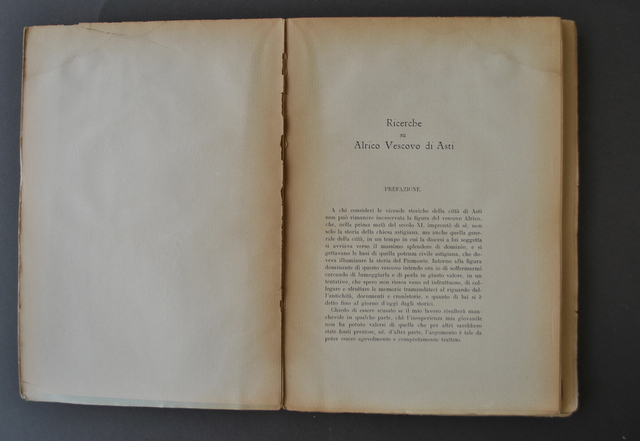 Ricerche
su
Alrico Vescovo di Asti
PREFAZIONE
A chi consideri le vicende storiche della città di Asti
non può rimanere inosservata la figura del vescovo Alrico,
che, nella prima metà del secolo XI, improntò di sè, non
solo la storia della chiesa astigiana, ma anche quella gene-
rale della città, in un tempo in cui la diocesi a lui soggetta
si avviava verso il massimo splendore di dominio, e si
gettavano le basi di quella potenza civile astigiana, che do-
veva illuminare la storia del Piemonte. Intorno alla figura
dominante di questo vescovo intendo ora io di soffermarmi
cercando di lumeggiarla e di porla in giusto valore, in un
tentativo, che spero non riesca vano ed infruttuoso, di col-
legare e sfruttare le memorie tramandateci al riguardo dal-
l'antichità, documenti e cronistorie, e quanto di lui si è
detto fino al giorno d'oggi dagli storici.
Chiedo di essere scusato se il mio lavoro risulterà man-
chevole in qualche parte, chè l'inesperienza mia giovanile
non ha potuto valersi di quelle che per altri sarebbero
state fonti preziose, nè, d'altra parte, l'argomento è tale da
poter essere agevolmente e completamente trattato.